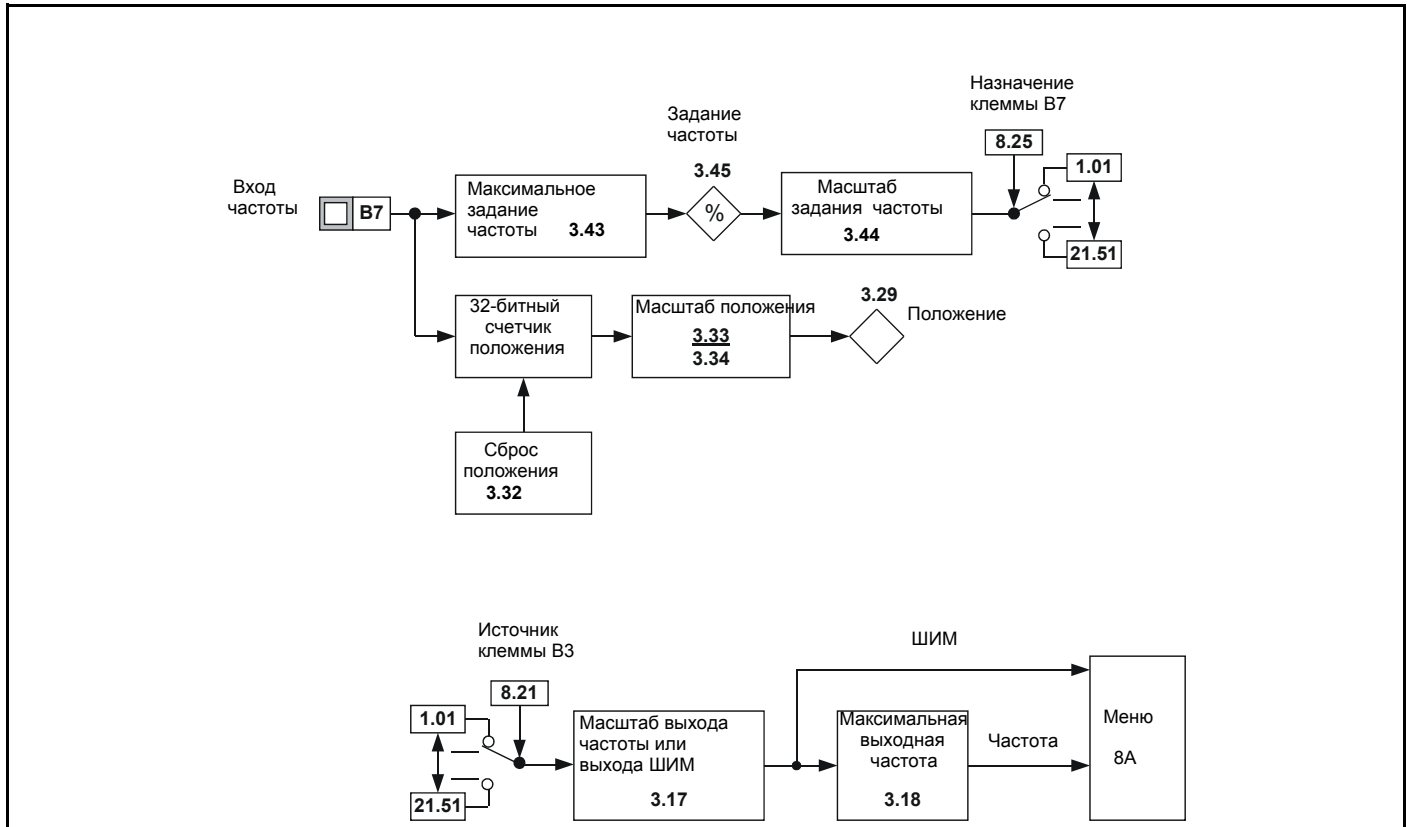 Назначение
клеммы B7
Задание
частоты
8.25
1.01
3.45
Вход
частоты
B7
Максимальное
задание
частоты 3.43
%
Масштаб
задания частоты
3.44
21.51
32-битный
счетчик
положения
Масштаб положения
3.33
3.34
3.29
Положение
Сброс
положения
3.32
Источник
клеммы B3
ШИМ
8.21
1.01
21.51
Масштаб выхода
частоты или
выхода ШИМ
3.17
Максимальная
выходная
частота
3.18
Частота
Меню
8A